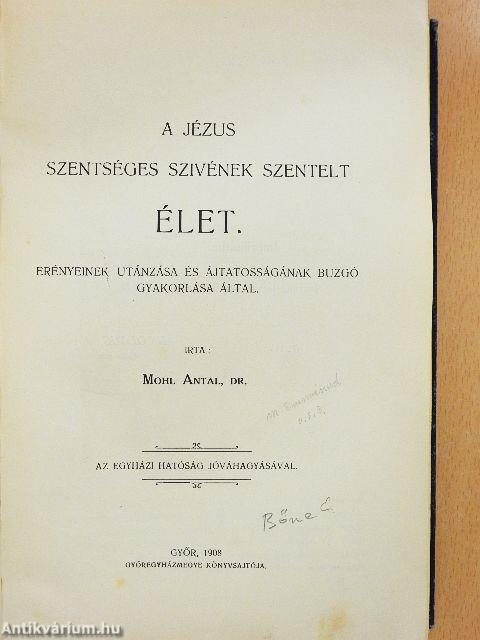 A JÉZUS
SZENTSÉGES SZIVÉNEK SZENTELT
ÉLET.
ERÉNYEINEK UTÁNZÁSA ÉS ÁJTATOSSÁGÁNAK BUZGÓ
GYAKORLÁSA ÁLTAL.
IRTA :
MOHL ANTAL, DR.
AZ EGYHÁZI HATÓSÁG JÓVÁHAGYÁSÁVAL.
GYŐR, 1908
GYŐREGYHÁZMEGYE KÖNYVSAJTÓJA.
Antikvárium.hu